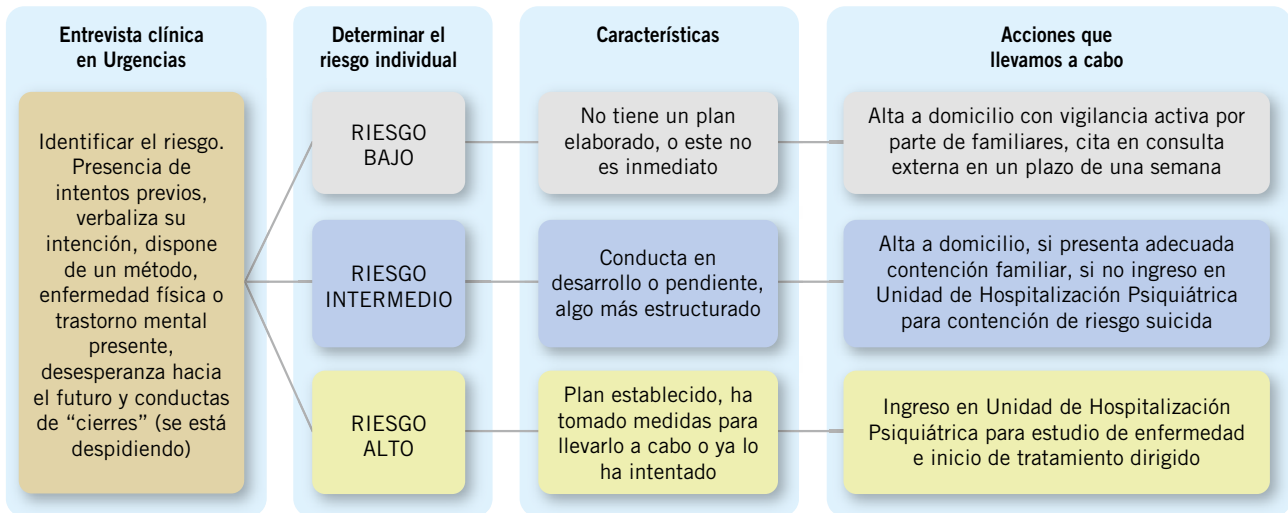 Entrevista clínica
en Urgencias
Identificar el riesgo.
Presencia de
intentos previos,
verbaliza su
intención, dispone
de un método,
enfermedad física o
trastorno mental
presente,
desesperanza hacia
el futuro y conductas
de “cierres” (se está
despidiendo)
Determinar el
riesgo individual
RIESGO
BAJO
RIESGO
INTERMEDIO
RIESGO
ALTO
Características
No tiene un plan
elaborado, o este no
es inmediato
Conducta en
desarrollo o pendiente,
algo más estructurado
Plan establecido, ha
tomado medidas para
llevarlo a cabo o ya lo
ha intentado
Acciones que
llevamos a cabo
Alta a domicilio con vigilancia activa por
parte de familiares, cita en consulta
externa en un plazo de una semana
Alta a domicilio, si presenta adecuada
contención familiar, si no ingreso en
Unidad de Hospitalización Psiquiátrica
para contención de riesgo suicida
Ingreso en Unidad de Hospitalización
Psiquiátrica para estudio de enfermedad
e inicio de tratamiento dirigido